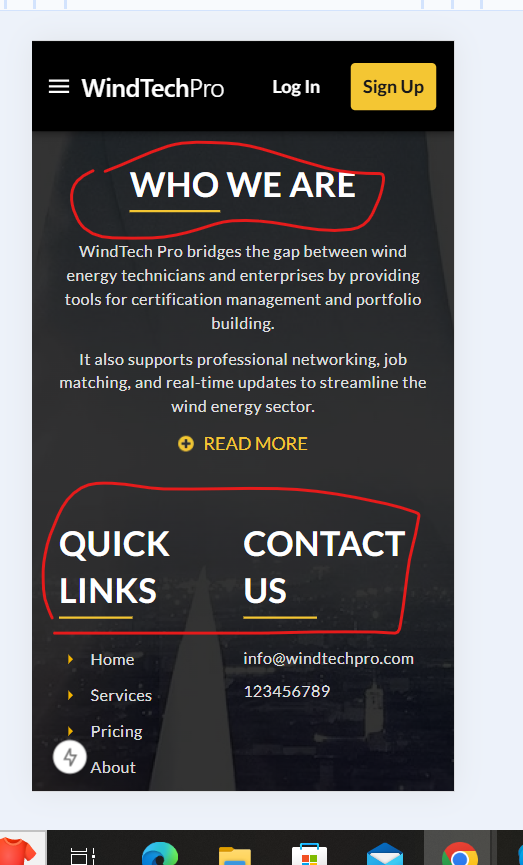 WindTechPro Log In Sign Up
WHO WE ARE
WindTech Pro bridges the gap between wind
energy technicians and enterprises by providing
tools for certification management and portfolio
building.
It also supports professional networking, job
matching, and real-time updates to streamline the
wind energy sector.
READ MORE
QUICK
LINKS
CONTACT
US
Home
Services
Pricing
About
info@windtechpro.com
123456789